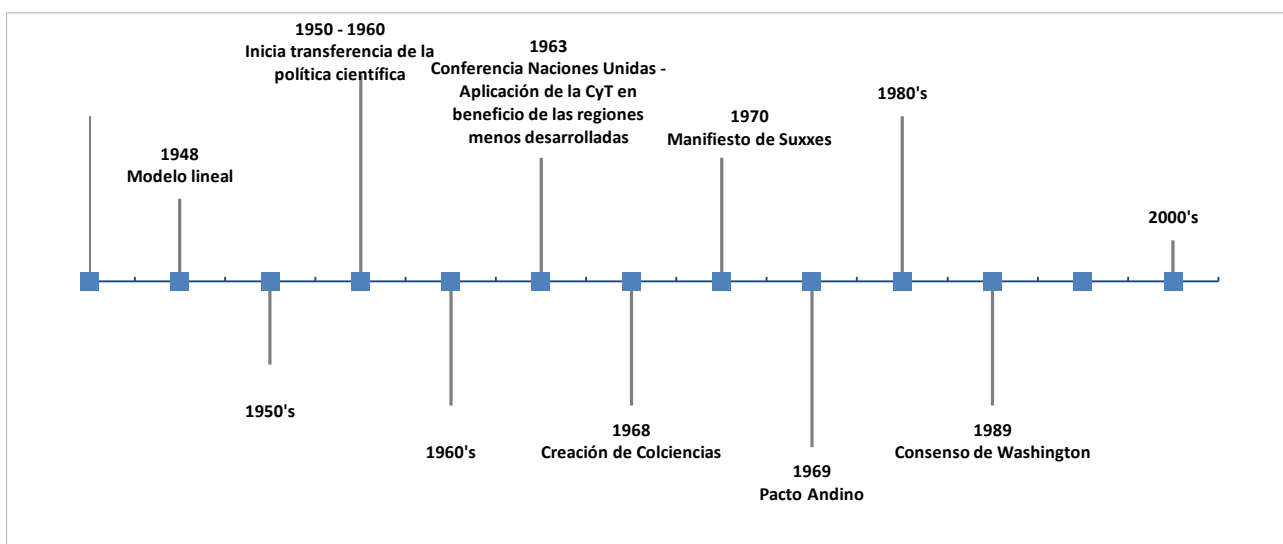 1948
Modelo lineal
1950's
1950 - 1960
Inicia transferencia de la
política científica
1960's
1963
Conferencia Naciones Unidas -
Aplicación de la CyT en
beneficio de las regiones
menos desarrolladas
1968
Creación de Colciencias
1970
Manifiesto de Suxxes
1969
Pacto Andino
1980's
1989
Consenso de Washington
2000's